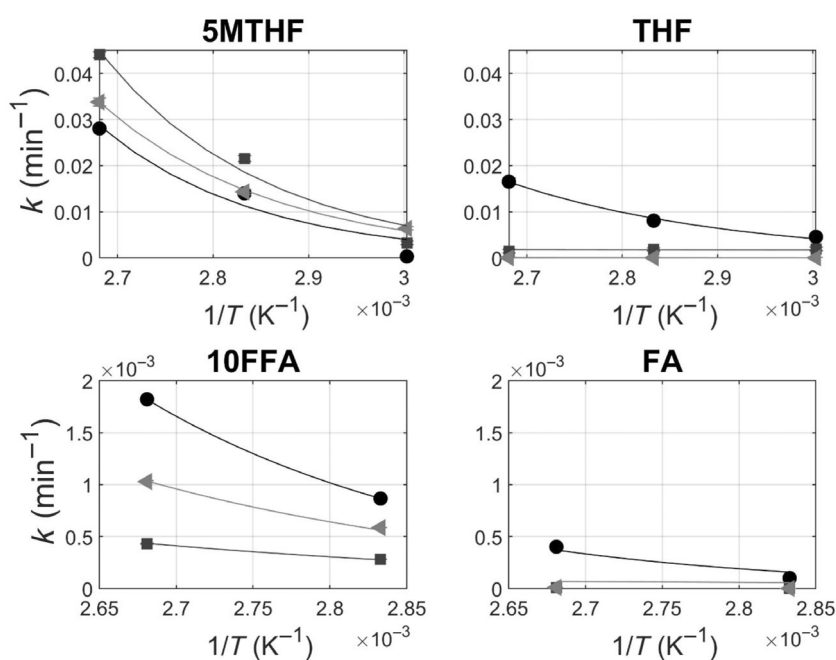 5MTHF
0.04
0.03
0.02
0.01
0
k (min⁻¹)
2.7 2.8 2.9 3
1/T (K⁻¹) ×10⁻³
THF
0.04
0.03
0.02
0.01
0
2.7 2.8 2.9 3
1/T (K⁻¹) ×10⁻³
10FFA
×10⁻³
2
1.5
1
0.5
0
k (min⁻¹)
2.65 2.7 2.75 2.8 2.85
1/T (K⁻¹) ×10⁻³
FA
×10⁻³
2
1.5
1
0.5
0
2.65 2.7 2.75 2.8 2.85
1/T (K⁻¹) ×10⁻³